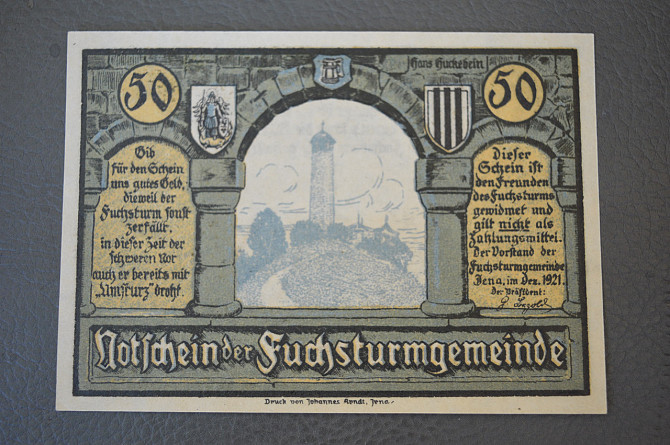 50
Hans Huckebein
50
Gib
für den Schein
uns gutes Geld,
dieweil der
Fuchsturm sonst
zerfällt,
in dieser Zeit der
schweren Not
auch er bereits mit
„Umsturz” droht.
Dieser
Schein ist
den Freunden
des Fuchsturms
gewidmet und
gilt nicht als
Zahlungsmittel.
Der Vorstand der
Fuchsturmgemeinde
Jena, im Dez. 1921.
Der Präsident:
Notschein der Fuchsturmgemeinde
Druck von Johannes Arndt, Jena-